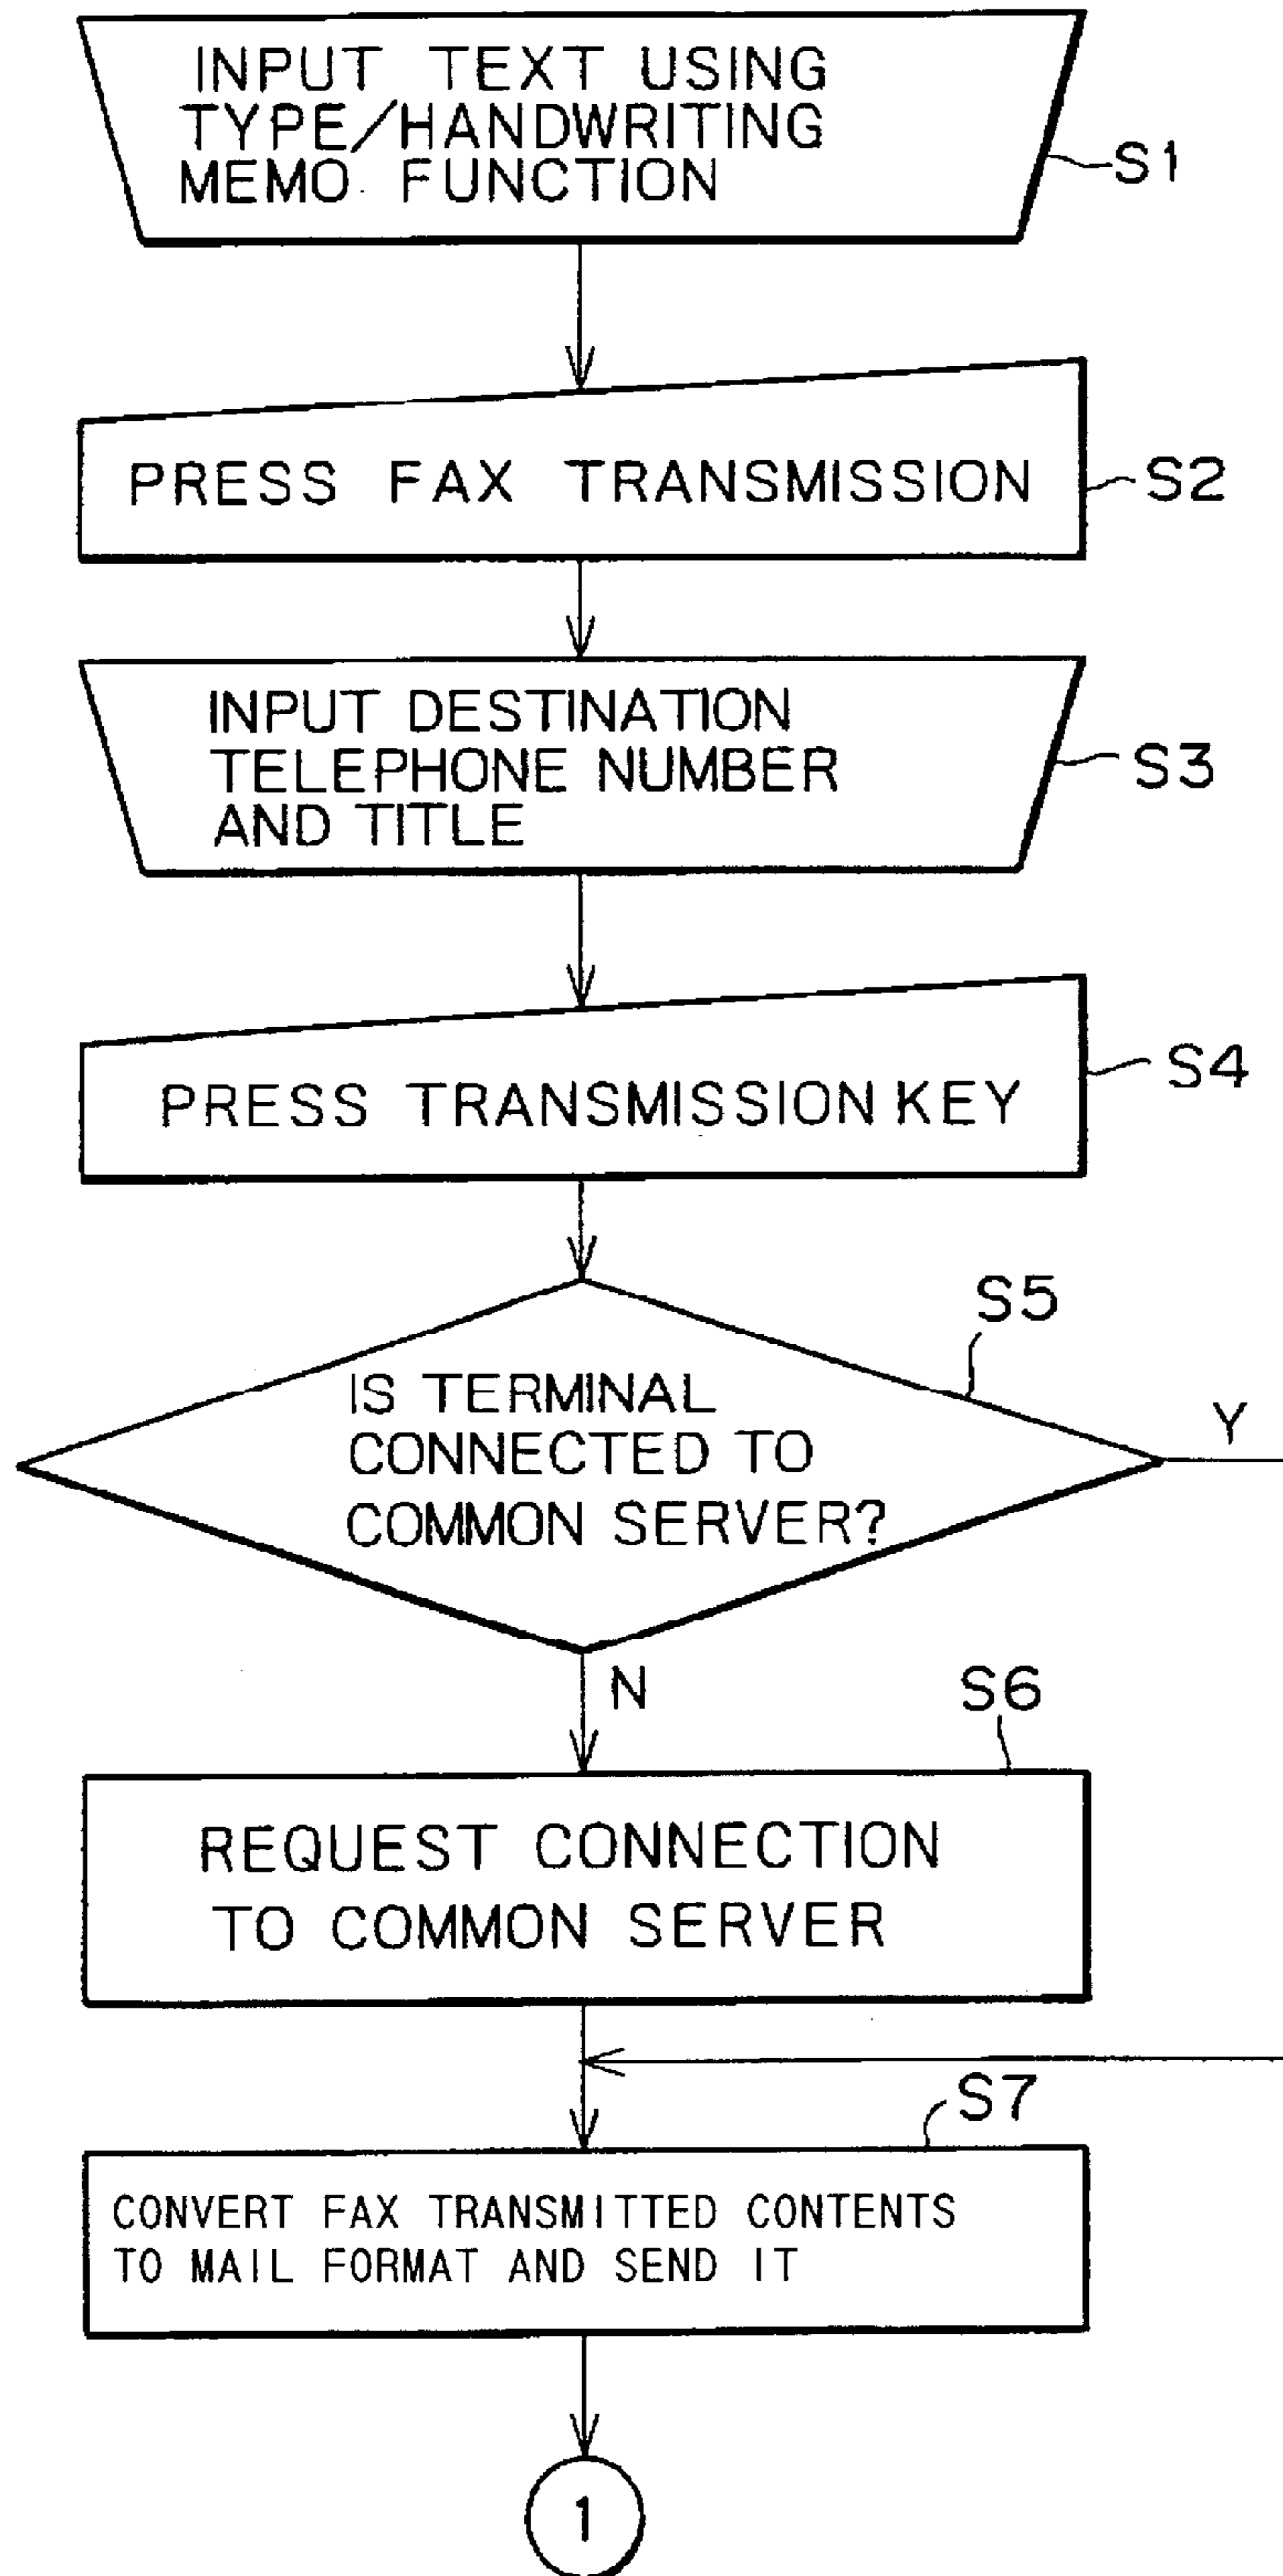 INPUT TEXT USING
TYPE/HANDWRITING
MEMO FUNCTION
S1
PRESS FAX TRANSMISSION
S2
INPUT DESTINATION
TELEPHONE NUMBER
AND TITLE
S3
PRESS TRANSMISSION KEY
S4
S5
IS TERMINAL
CONNECTED TO
COMMON SERVER?
Y
N
S6
REQUEST CONNECTION
TO COMMON SERVER
S7
CONVERT FAX TRANSMITTED CONTENTS
TO MAIL FORMAT AND SEND IT
1